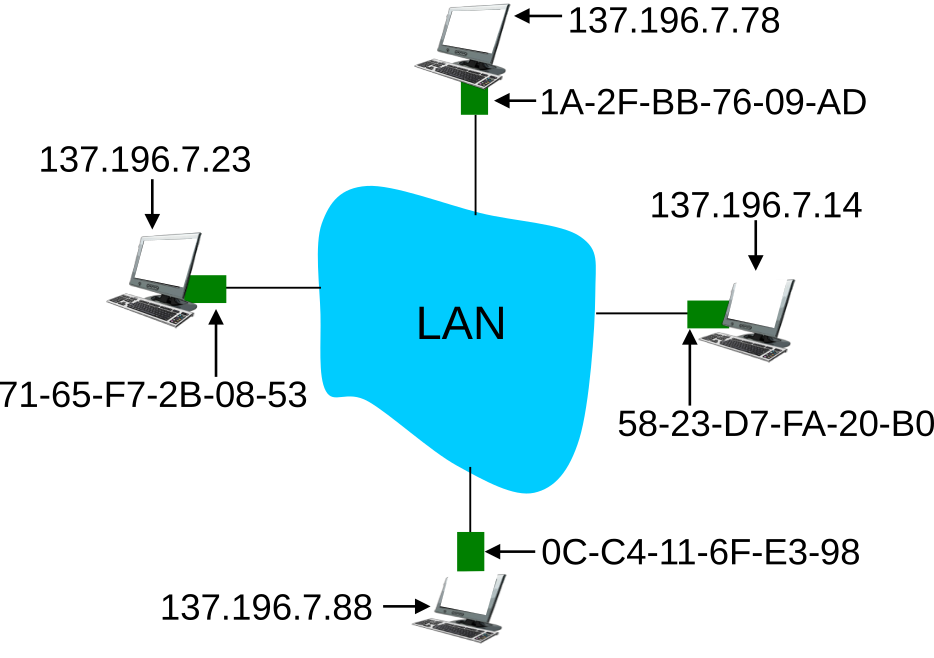 137.196.7.78
1A-2F-BB-76-09-AD
137.196.7.23
137.196.7.14
LAN
71-65-F7-2B-08-53
58-23-D7-FA-20-B0
0C-C4-11-6F-E3-98
137.196.7.88